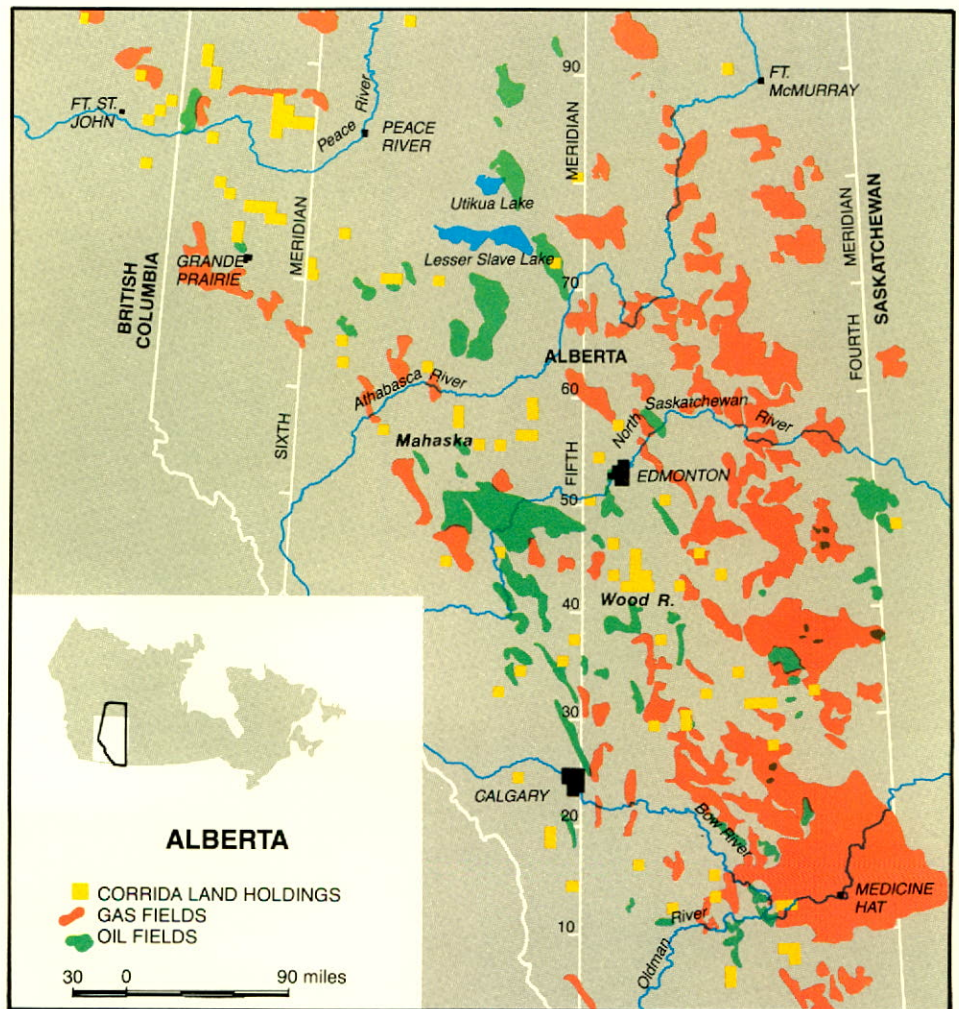 90
FT.
McMURRAY
FT. ST.
JOHN
Peace River
PEACE
RIVER
MERIDIAN
Utikua Lake
MERIDIAN
SASKATCHEWAN
MERIDIAN
GRANDE
PRAIRIE
Lesser Slave Lake
BRITISH
COLUMBIA
70
ALBERTA
FOURTH
Athabasca River
60
North Saskatchewan River
Mahaska
SIXTH
FIFTH
EDMONTON
50
40
Wood R.
30
CALGARY
20
Bow River
MEDICINE
HAT
10
Oldman River
ALBERTA
CORRIDA LAND HOLDINGS
GAS FIELDS
OIL FIELDS
30 0 90 miles